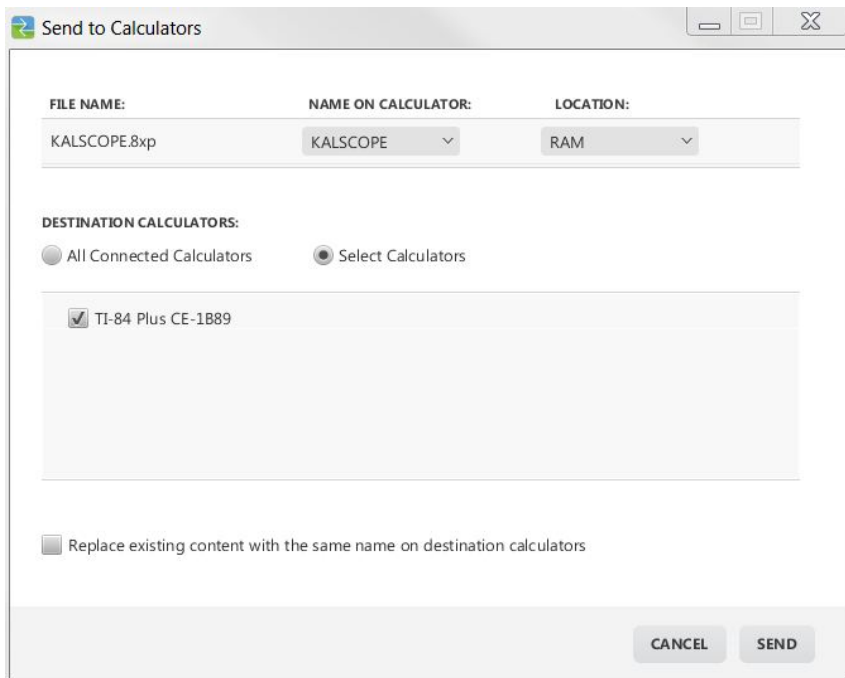 Send to Calculators
FILE NAME: NAME ON CALCULATOR: LOCATION:
KALSCOPE.8xp KALSCOPE RAM
DESTINATION CALCULATORS:
All Connected Calculators Select Calculators
TI-84 Plus CE-1B89
Replace existing content with the same name on destination calculators
CANCEL SEND